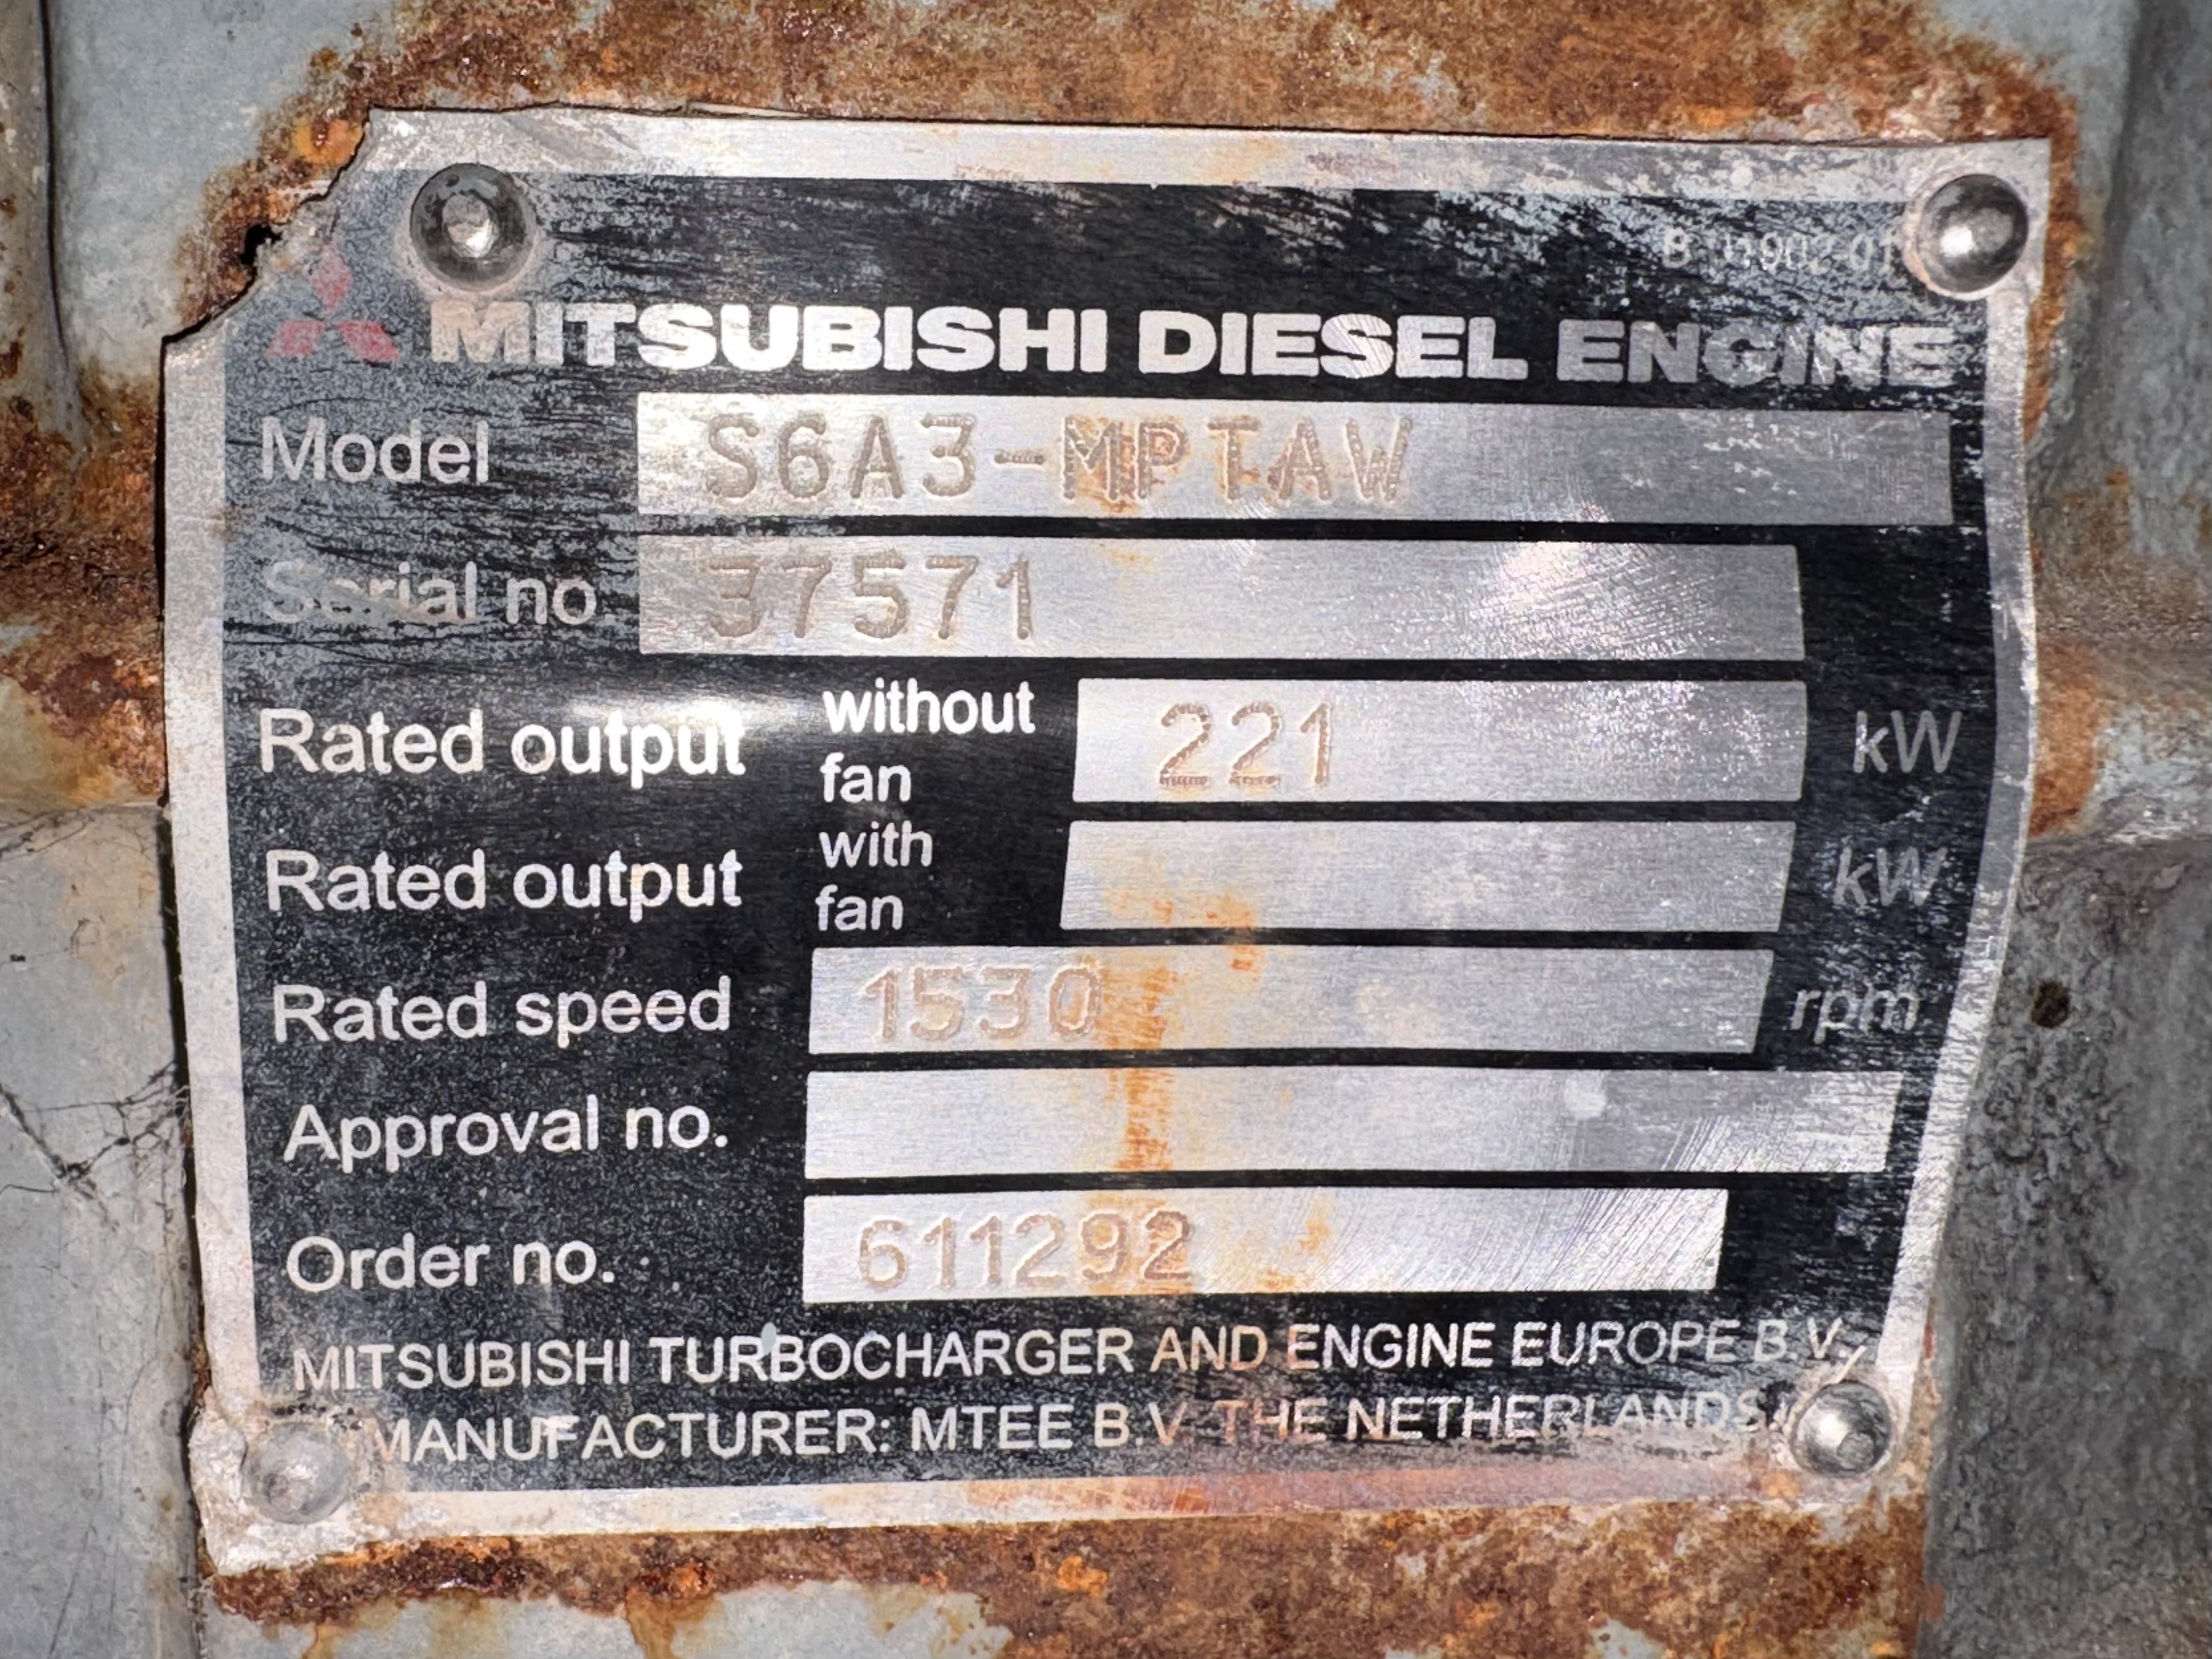 MITSUBISHI DIESEL ENGINE
Model S6A3-MPTAW
Serial no. 37571
Rated output without fan 221 kW
Rated output with fan kW
Rated speed 1530 rpm
Approval no.
Order no. 611292
MITSUBISHI TURBOCHARGER AND ENGINE EUROPE B.V.
MANUFACTURER: MTEE B.V. THE NETHERLANDS